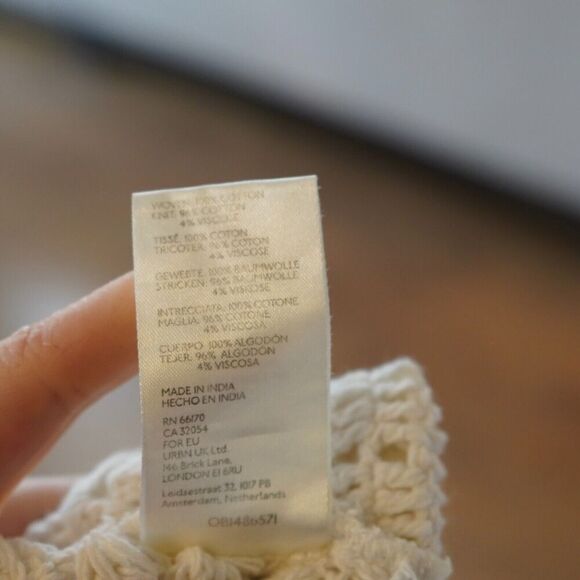 WOVEN: 100% COTTON
KNIT: 96% COTTON
4% VISCOSE
TISSÉ: 100% COTON
TRICOTER: 96% COTON
4% VISCOSE
GEWEBTE: 100% BAUMWOLLE
STRICKEN: 96% BAUMWOLLE
4% VISKOSE
INTRECCIATA: 100% COTONE
MAGLIA: 96% COTONE
4% VISCOSA
CUERPO: 100% ALGODÓN
TEJER: 96% ALGODÓN
4% VISCOSA
MADE IN INDIA
HECHO EN INDIA
RN 66170
CA 32054
FOR EU
URBN UK Ltd.
146 Brick Lane,
LONDON E1 6RU
Leidsestraat 32, 1017 PB
Amsterdam, Netherlands
OB1486571